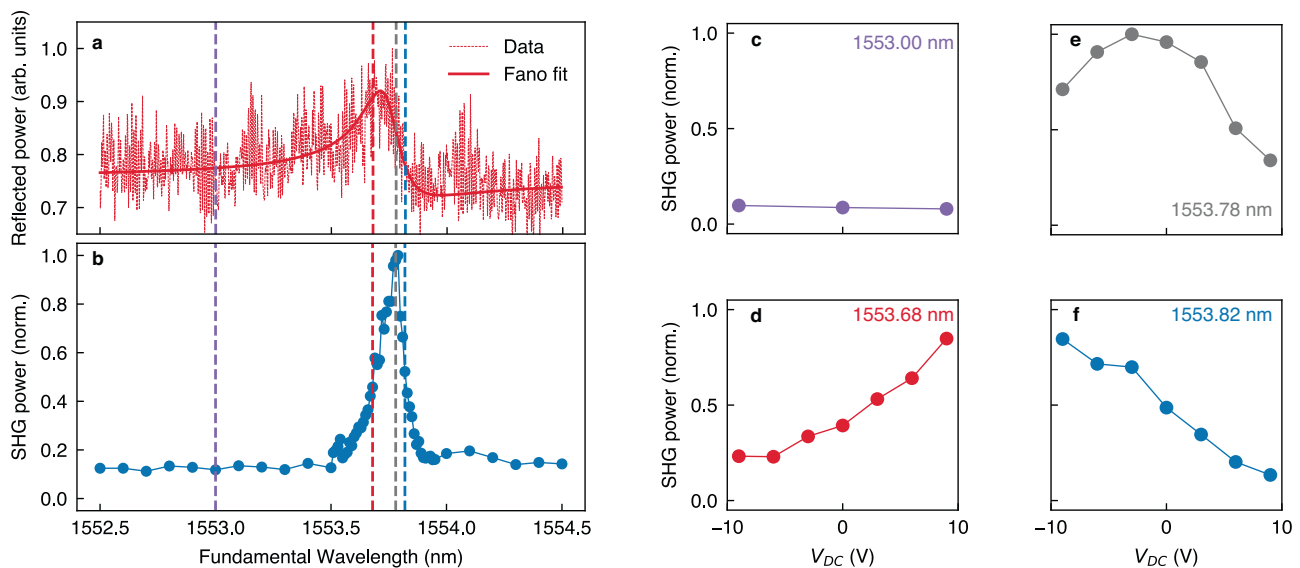 a
Data
Fano fit
Reflected power (arb. units)
1.0
0.9
0.8
0.7
b
SHG power (norm.)
1.0
0.8
0.6
0.4
0.2
0.0
1552.5
1553.0
1553.5
1554.0
1554.5
Fundamental Wavelength (nm)
c
1553.00 nm
SHG power (norm.)
1.0
0.5
0.0
e
1553.78 nm
d
1553.68 nm
SHG power (norm.)
1.0
0.5
0.0
−10
0
10
V_DC (V)
f
1553.82 nm
−10
0
10
V_DC (V)